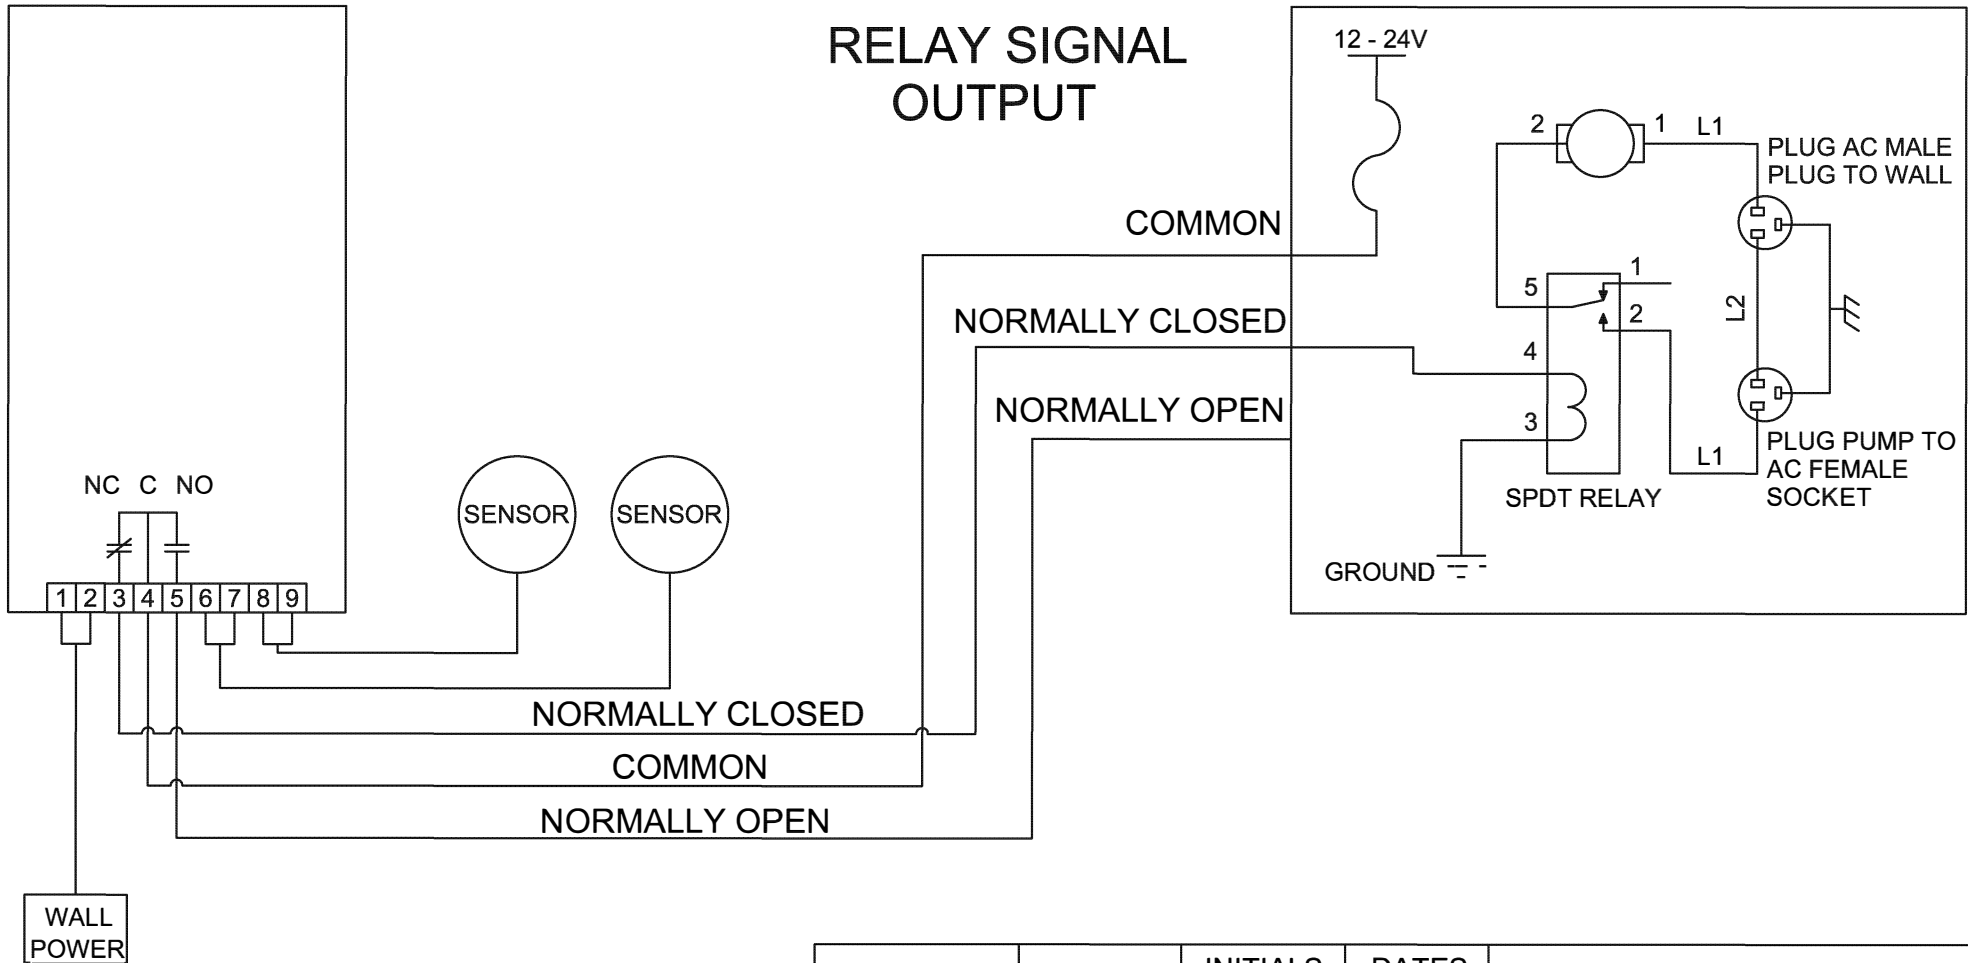 RELAY SIGNAL
OUTPUT
12 - 24V
2
1
L1
PLUG AC MALE
PLUG TO WALL
COMMON
1
5
2
L2
NORMALLY CLOSED
4
NORMALLY OPEN
3
L1
PLUG PUMP TO
AC FEMALE
SOCKET
SPDT RELAY
GROUND
NC C NO
SENSOR
SENSOR
1 2 3 4 5 6 7 8 9
NORMALLY CLOSED
COMMON
NORMALLY OPEN
WALL
POWER
INITIALS
DATES